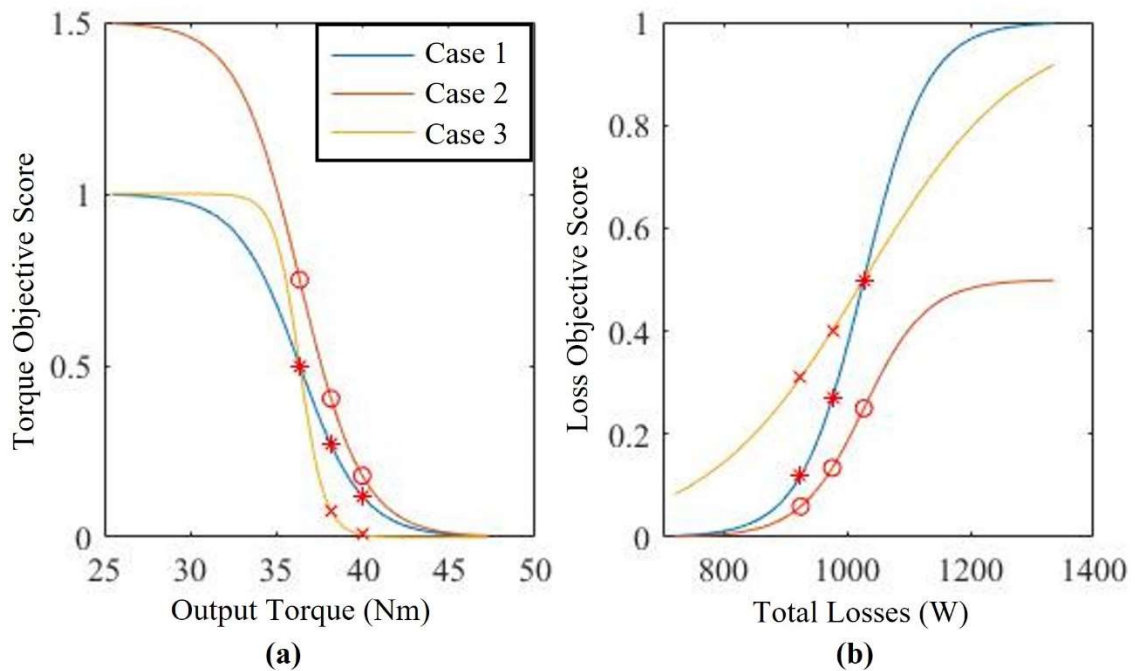 1.5
1
0.5
0
Torque Objective Score
25 30 35 40 45 50
Output Torque (Nm)
(a)
Case 1
Case 2
Case 3
1
0.8
0.6
0.4
0.2
0
Loss Objective Score
800 1000 1200 1400
Total Losses (W)
(b)